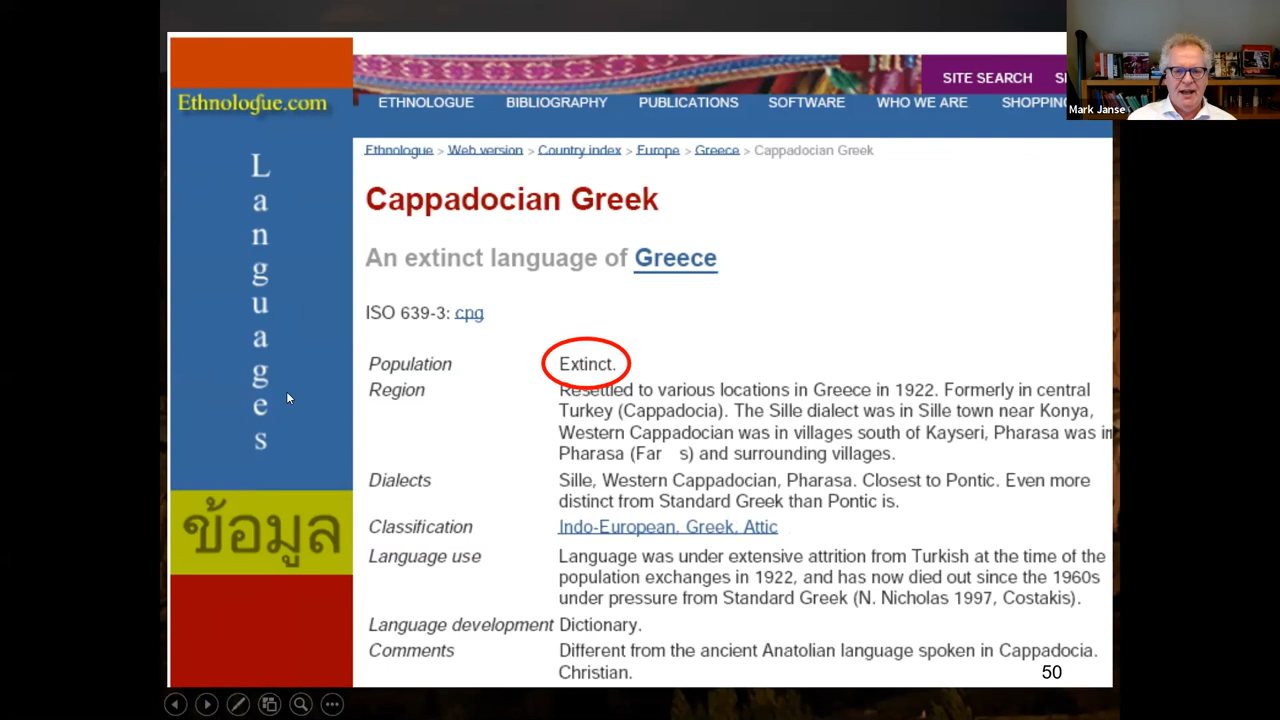 SITE SEARCH
Ethnologue.com
ETHNOLOGUE BIBLIOGRAPHY PUBLICATIONS SOFTWARE WHO WE ARE SHOPPING
Mark Janse
Languages
ข้อมูล
Ethnologue > Web version > Country index > Europe > Greece > Cappadocian Greek
Cappadocian Greek
An extinct language of Greece
ISO 639-3: cpg
Population Extinct.
Region Resettled to various locations in Greece in 1922. Formerly in central
Turkey (Cappadocia). The Sille dialect was in Sille town near Konya,
Western Cappadocian was in villages south of Kayseri, Pharasa was in
Pharasa (Far s) and surrounding villages.
Dialects Sille, Western Cappadocian, Pharasa. Closest to Pontic. Even more
distinct from Standard Greek than Pontic is.
Classification Indo-European, Greek, Attic
Language use Language was under extensive attrition from Turkish at the time of the
population exchanges in 1922, and has now died out since the 1960s
under pressure from Standard Greek (N. Nicholas 1997, Costakis).
Language development Dictionary.
Comments Different from the ancient Anatolian language spoken in Cappadocia.
Christian.
50